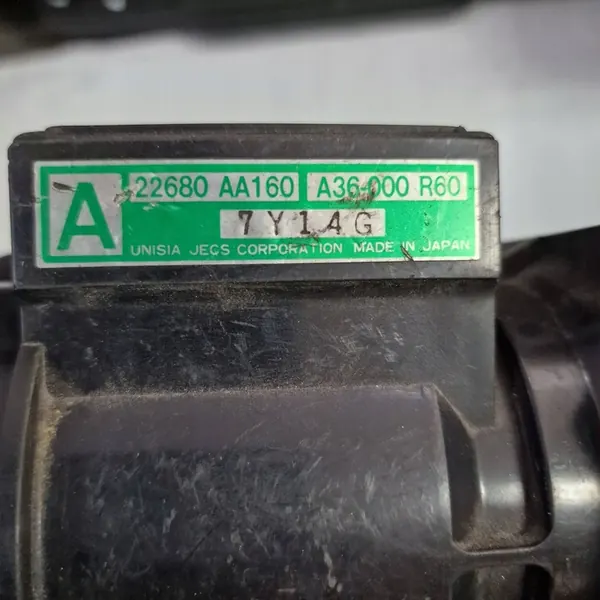 A 22680 AA160 A36-000 R60
7Y14G
UNISIA JECS CORPORATION MADE IN JAPAN